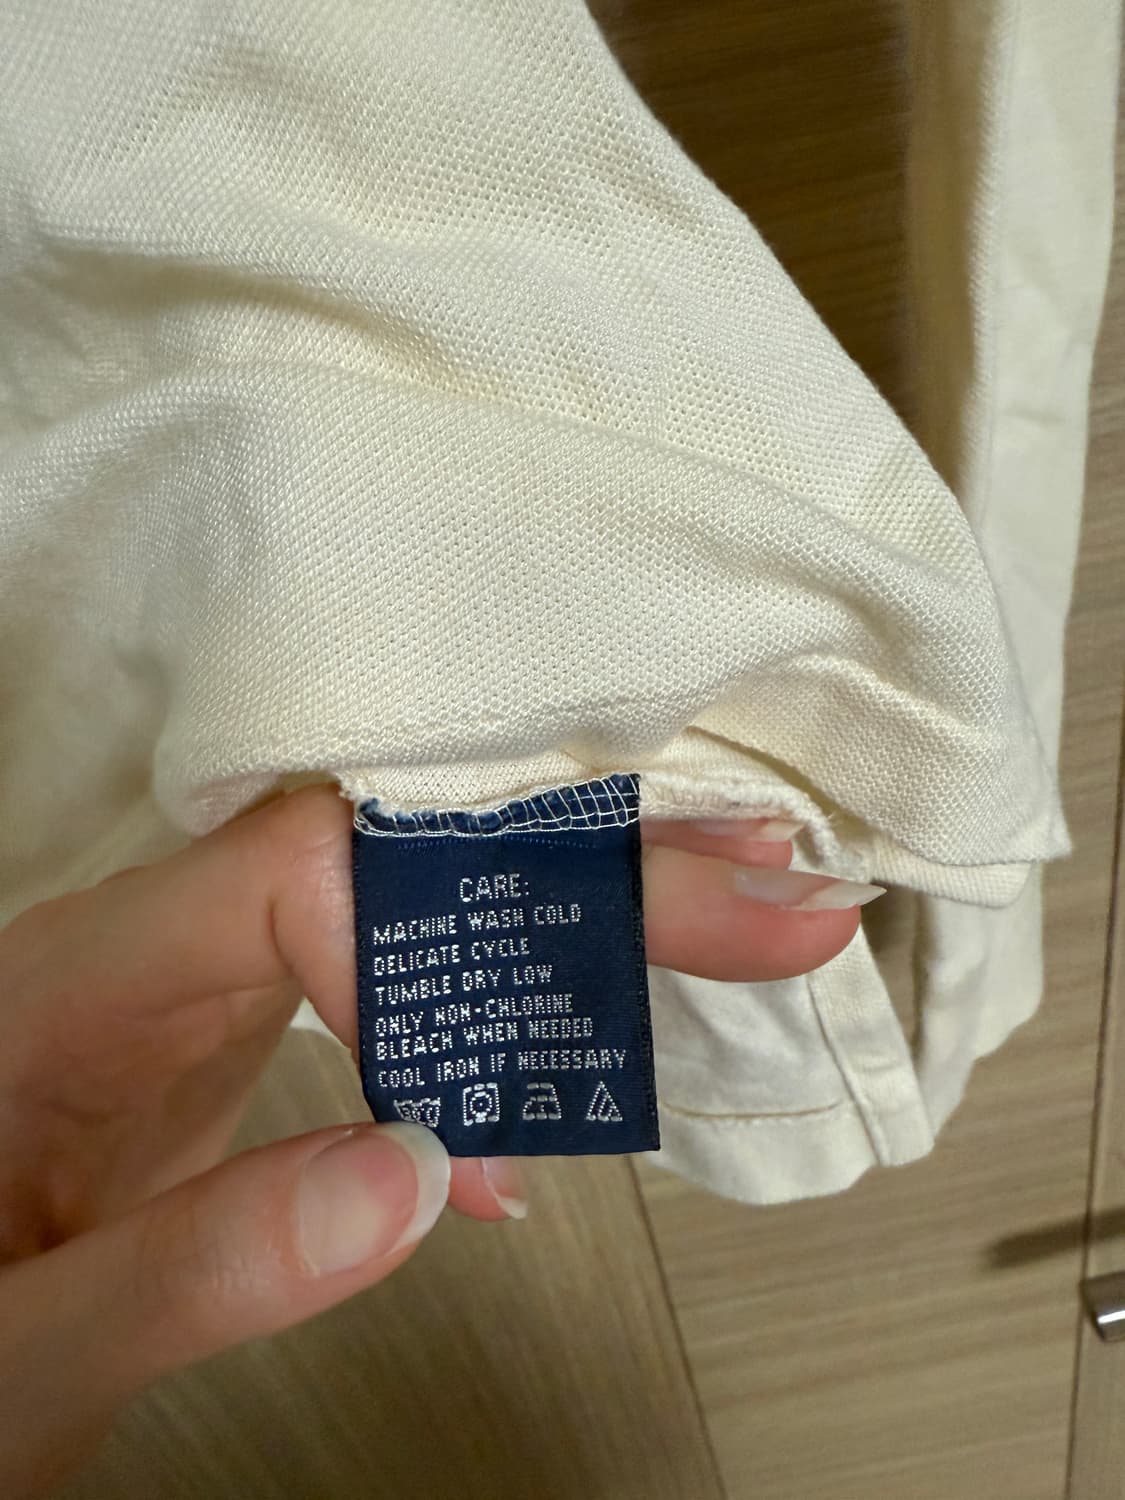 CARE:
MACHINE WASH COLD
DELICATE CYCLE
TUMBLE DRY LOW
ONLY NON-CHLORINE
BLEACH WHEN NEEDED
COOL IRON IF NECESSARY